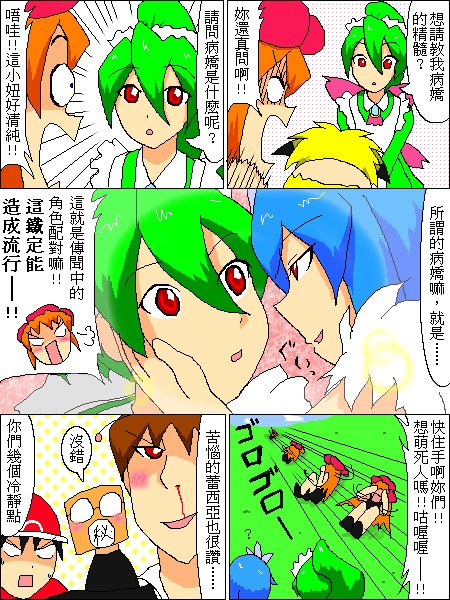 想請教我病嬌
的精髓？
妳還真問啊！！
請問病嬌是什麼呢？
唔哇！！這小妞好清純！！
所謂的病嬌嘛，就是……
這就是傳聞中的
角色配對嘛！！
這鐵定能
造成流行——！！
快住手啊妳們！！
想萌死人嗎！！咕喔喔——！！
ゴロゴロー
？
苦惱的蕾西亞也很讚……
沒錯
秘
你們幾個冷靜點